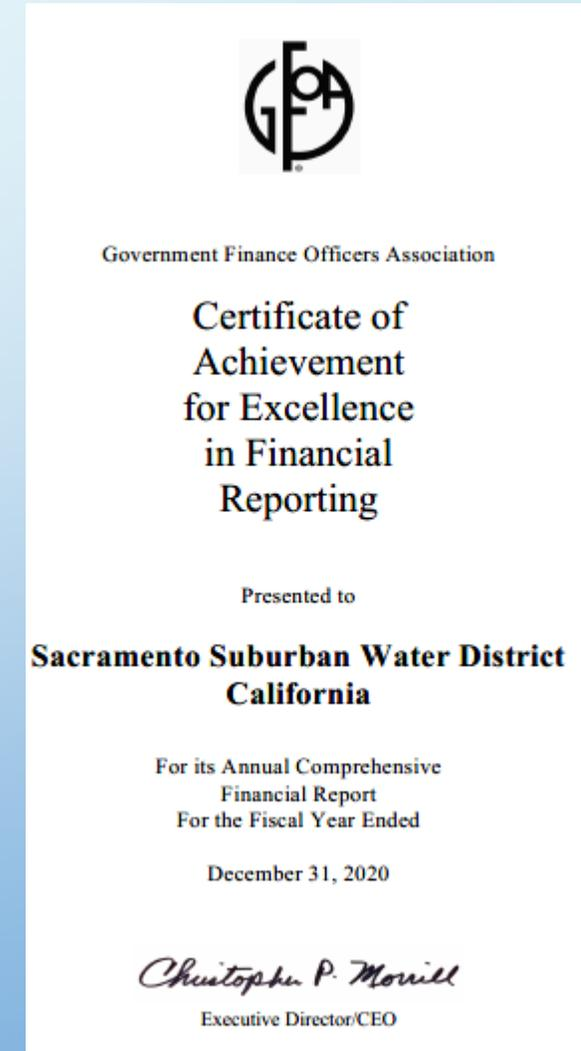 GFOA
Government Finance Officers Association
Certificate of
Achievement
for Excellence
in Financial
Reporting
Presented to
Sacramento Suburban Water District
California
For its Annual Comprehensive
Financial Report
For the Fiscal Year Ended
December 31, 2020
Christopher P. Morrill
Executive Director/CEO